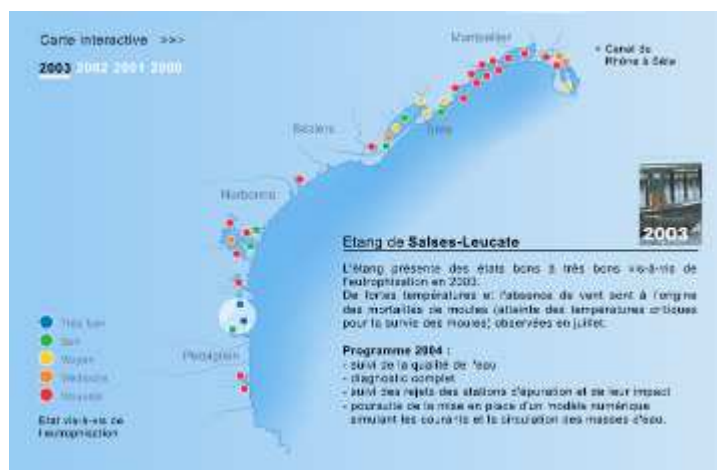 Carte interactive >>>
2003 2002 2001 2000
Montpellier
+ Canal du
Rhône à Sète
Sète
Béziers
Narbonne
2003
Etang de Salses-Leucate
L'étang présente des états bons à très bons vis-à-vis de
l'eutrophisation en 2003.
De fortes températures et l'absence de vent sont à l'origine
des mortailles de moules (atteinte des températures critiques
pour la survie des moules) observées en juillet.
Très bon
Bon
Moyen
Médiocre
Mauvais
Perpignan
Programme 2004 :
- suivi de la qualité de l'eau
- diagnostic complet
- suivi des rejets des stations d'épuration et de leur impact
- poursuite de la mise en place d'un modèle numérique
simulant les courants et la circulation des masses d'eau.
Etat vis-à-vis de
l'eutrophisation